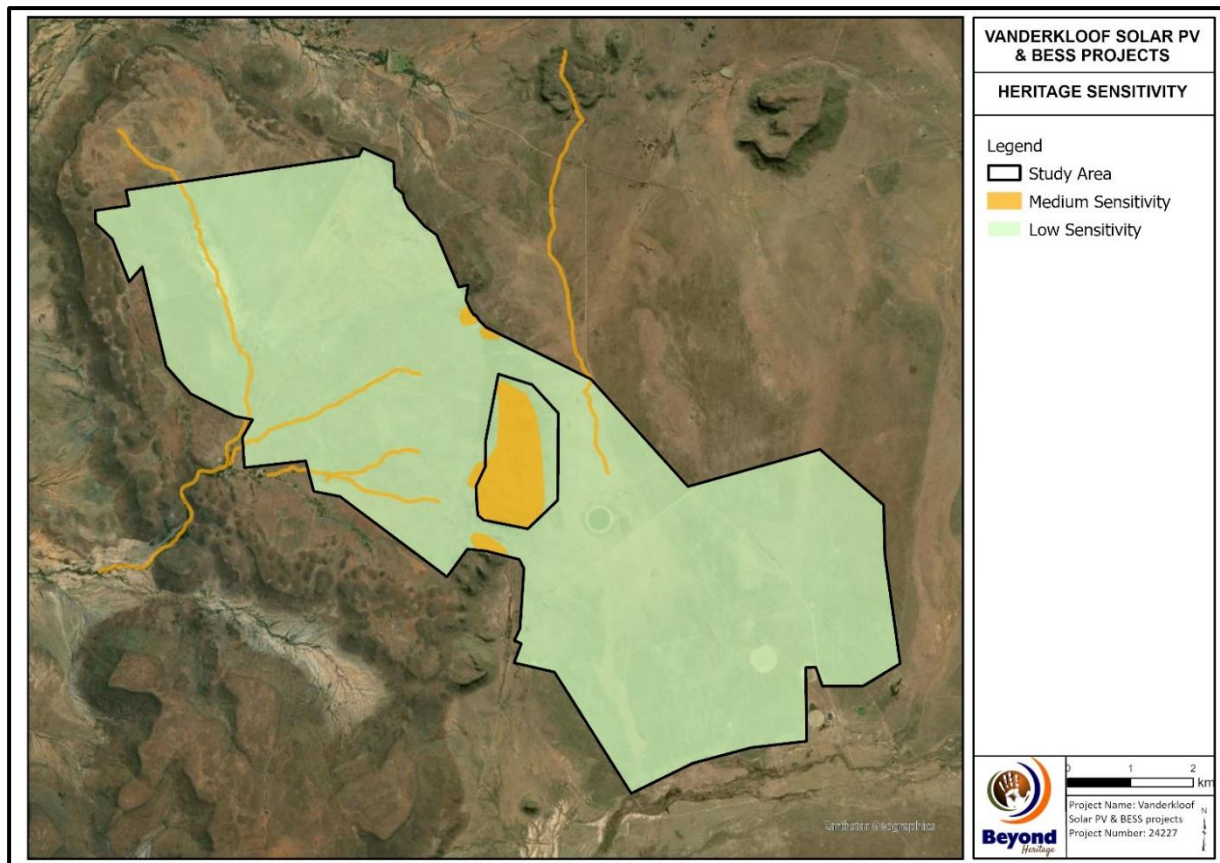 VANDERKLOOF SOLAR PV
& BESS PROJECTS
HERITAGE SENSITIVITY
Legend
Study Area
Medium Sensitivity
Low Sensitivity
Earthstar Geographics
0 1 2
km
Project Name: Vanderkloof
Solar PV & BESS projects
Project Number: 24227
N
Beyond
Heritage